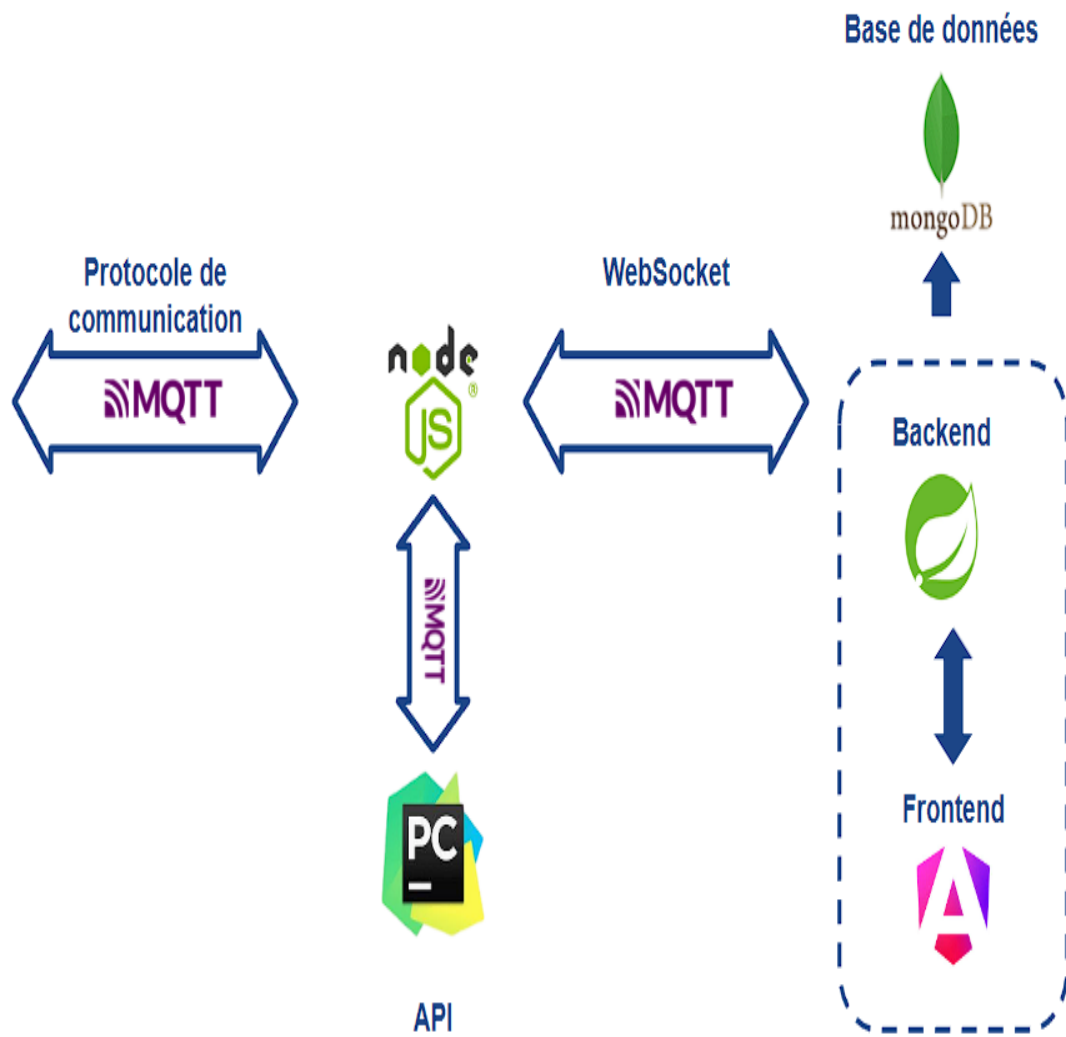 Base de données
mongoDB
Protocole de
communication
WebSocket
MQTT
node
JS
®
MQTT
Backend
MQTT
Frontend
PC
A
API